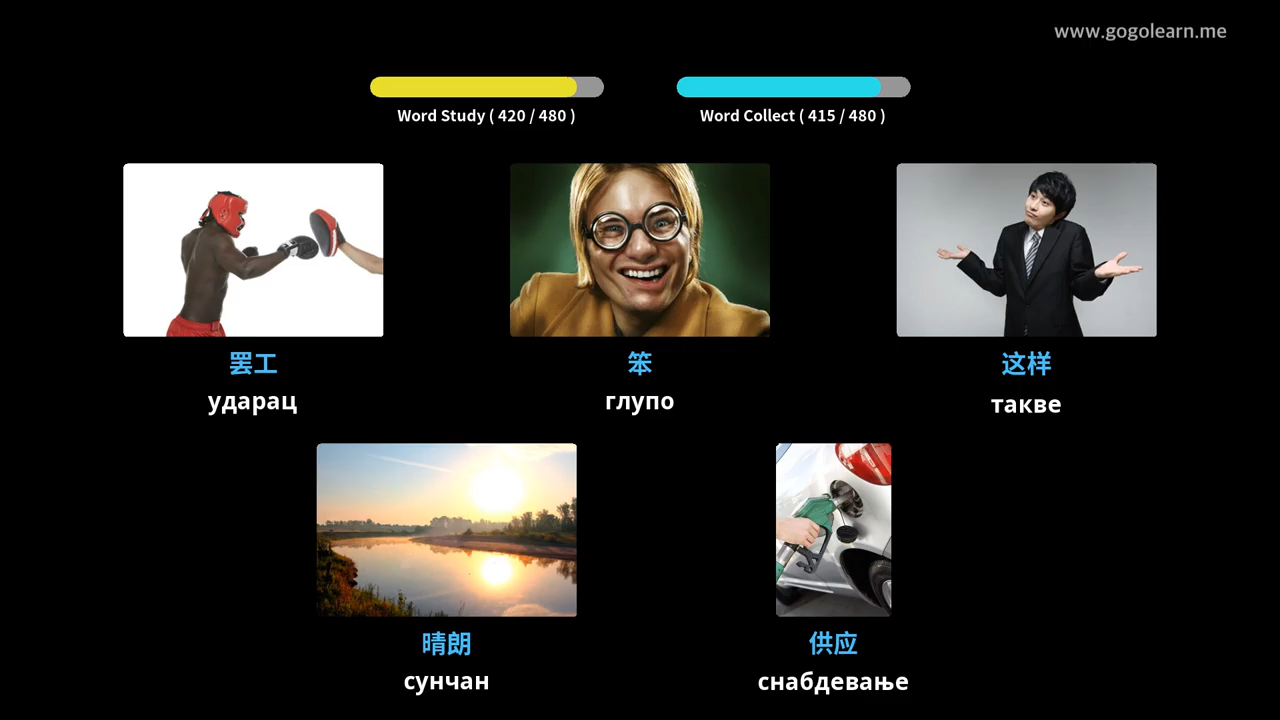 www.gogolearn.me
Word Study ( 420 / 480 )
Word Collect ( 415 / 480 )
罢工
ударац
笨
глупо
这样
такве
晴朗
сунчан
供应
снабдевање